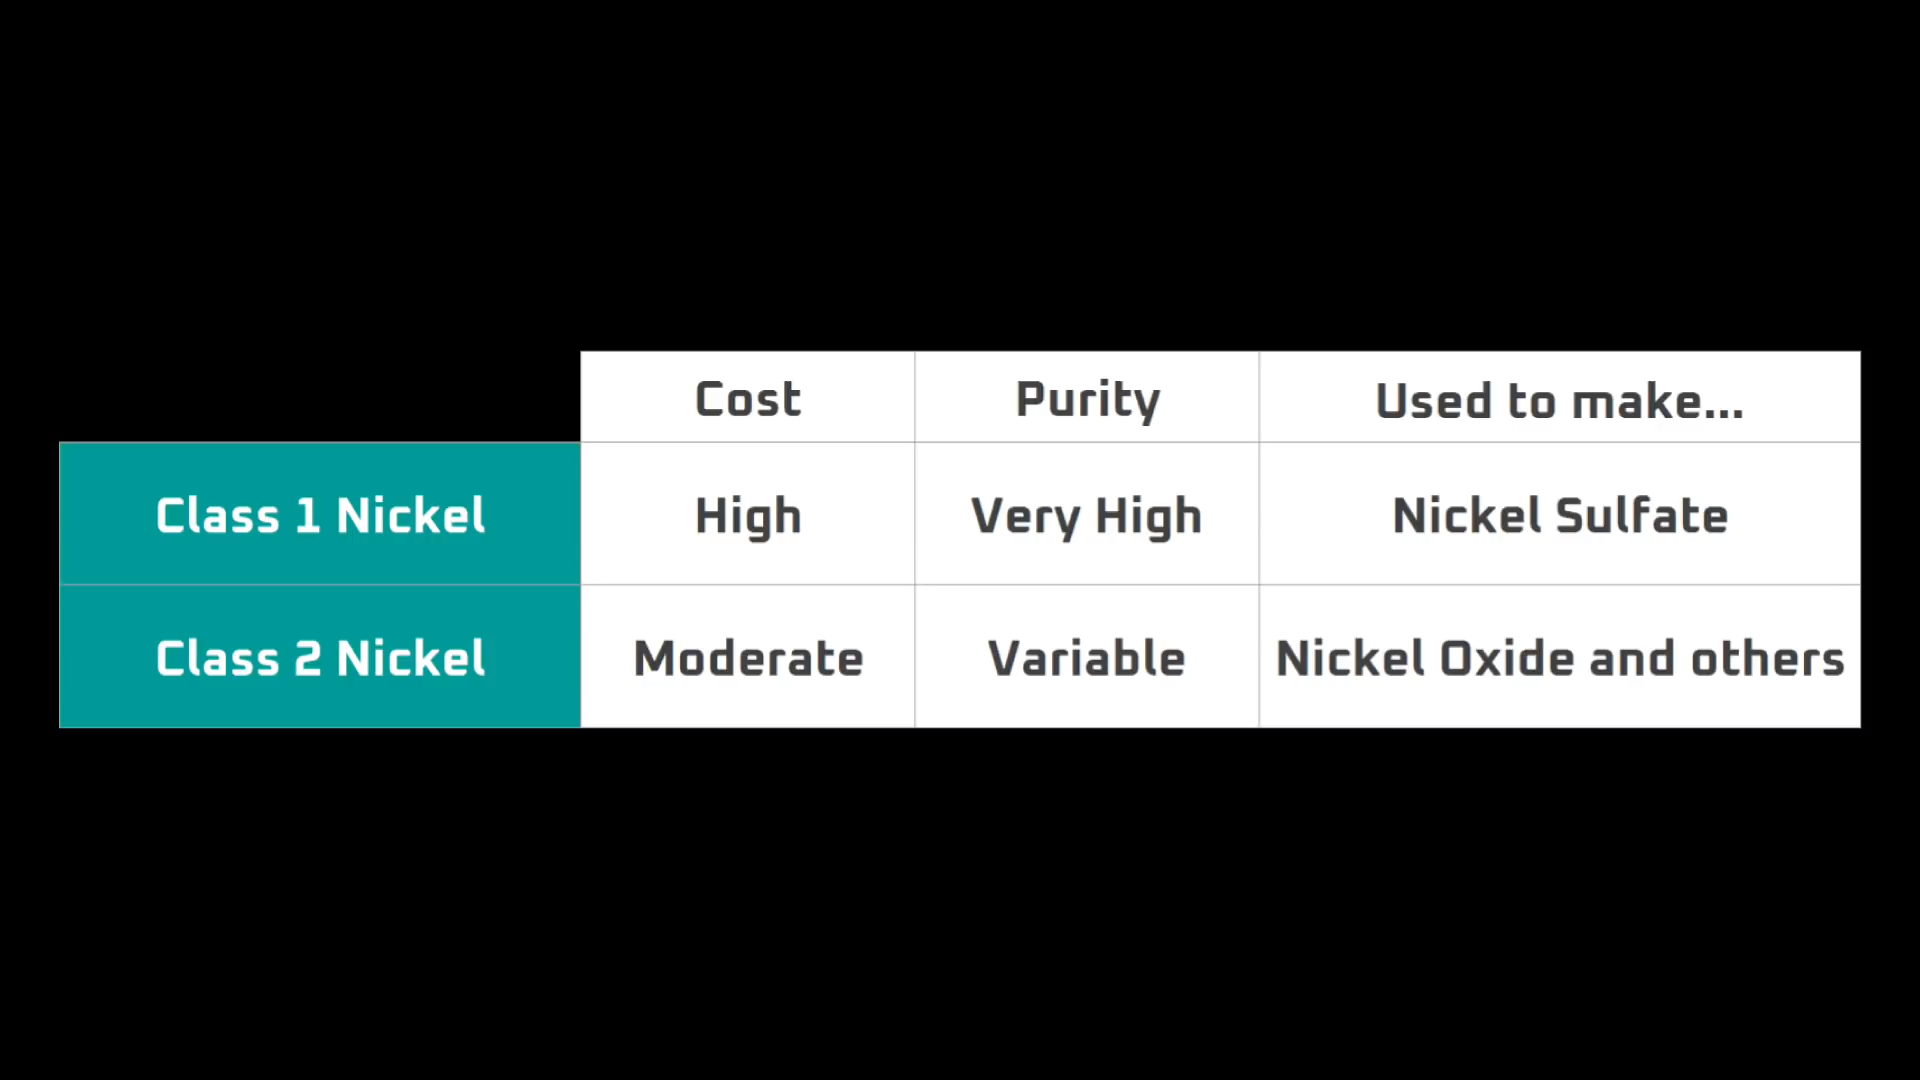 Cost Purity Used to make...
Class 1 Nickel High Very High Nickel Sulfate
Class 2 Nickel Moderate Variable Nickel Oxide and others